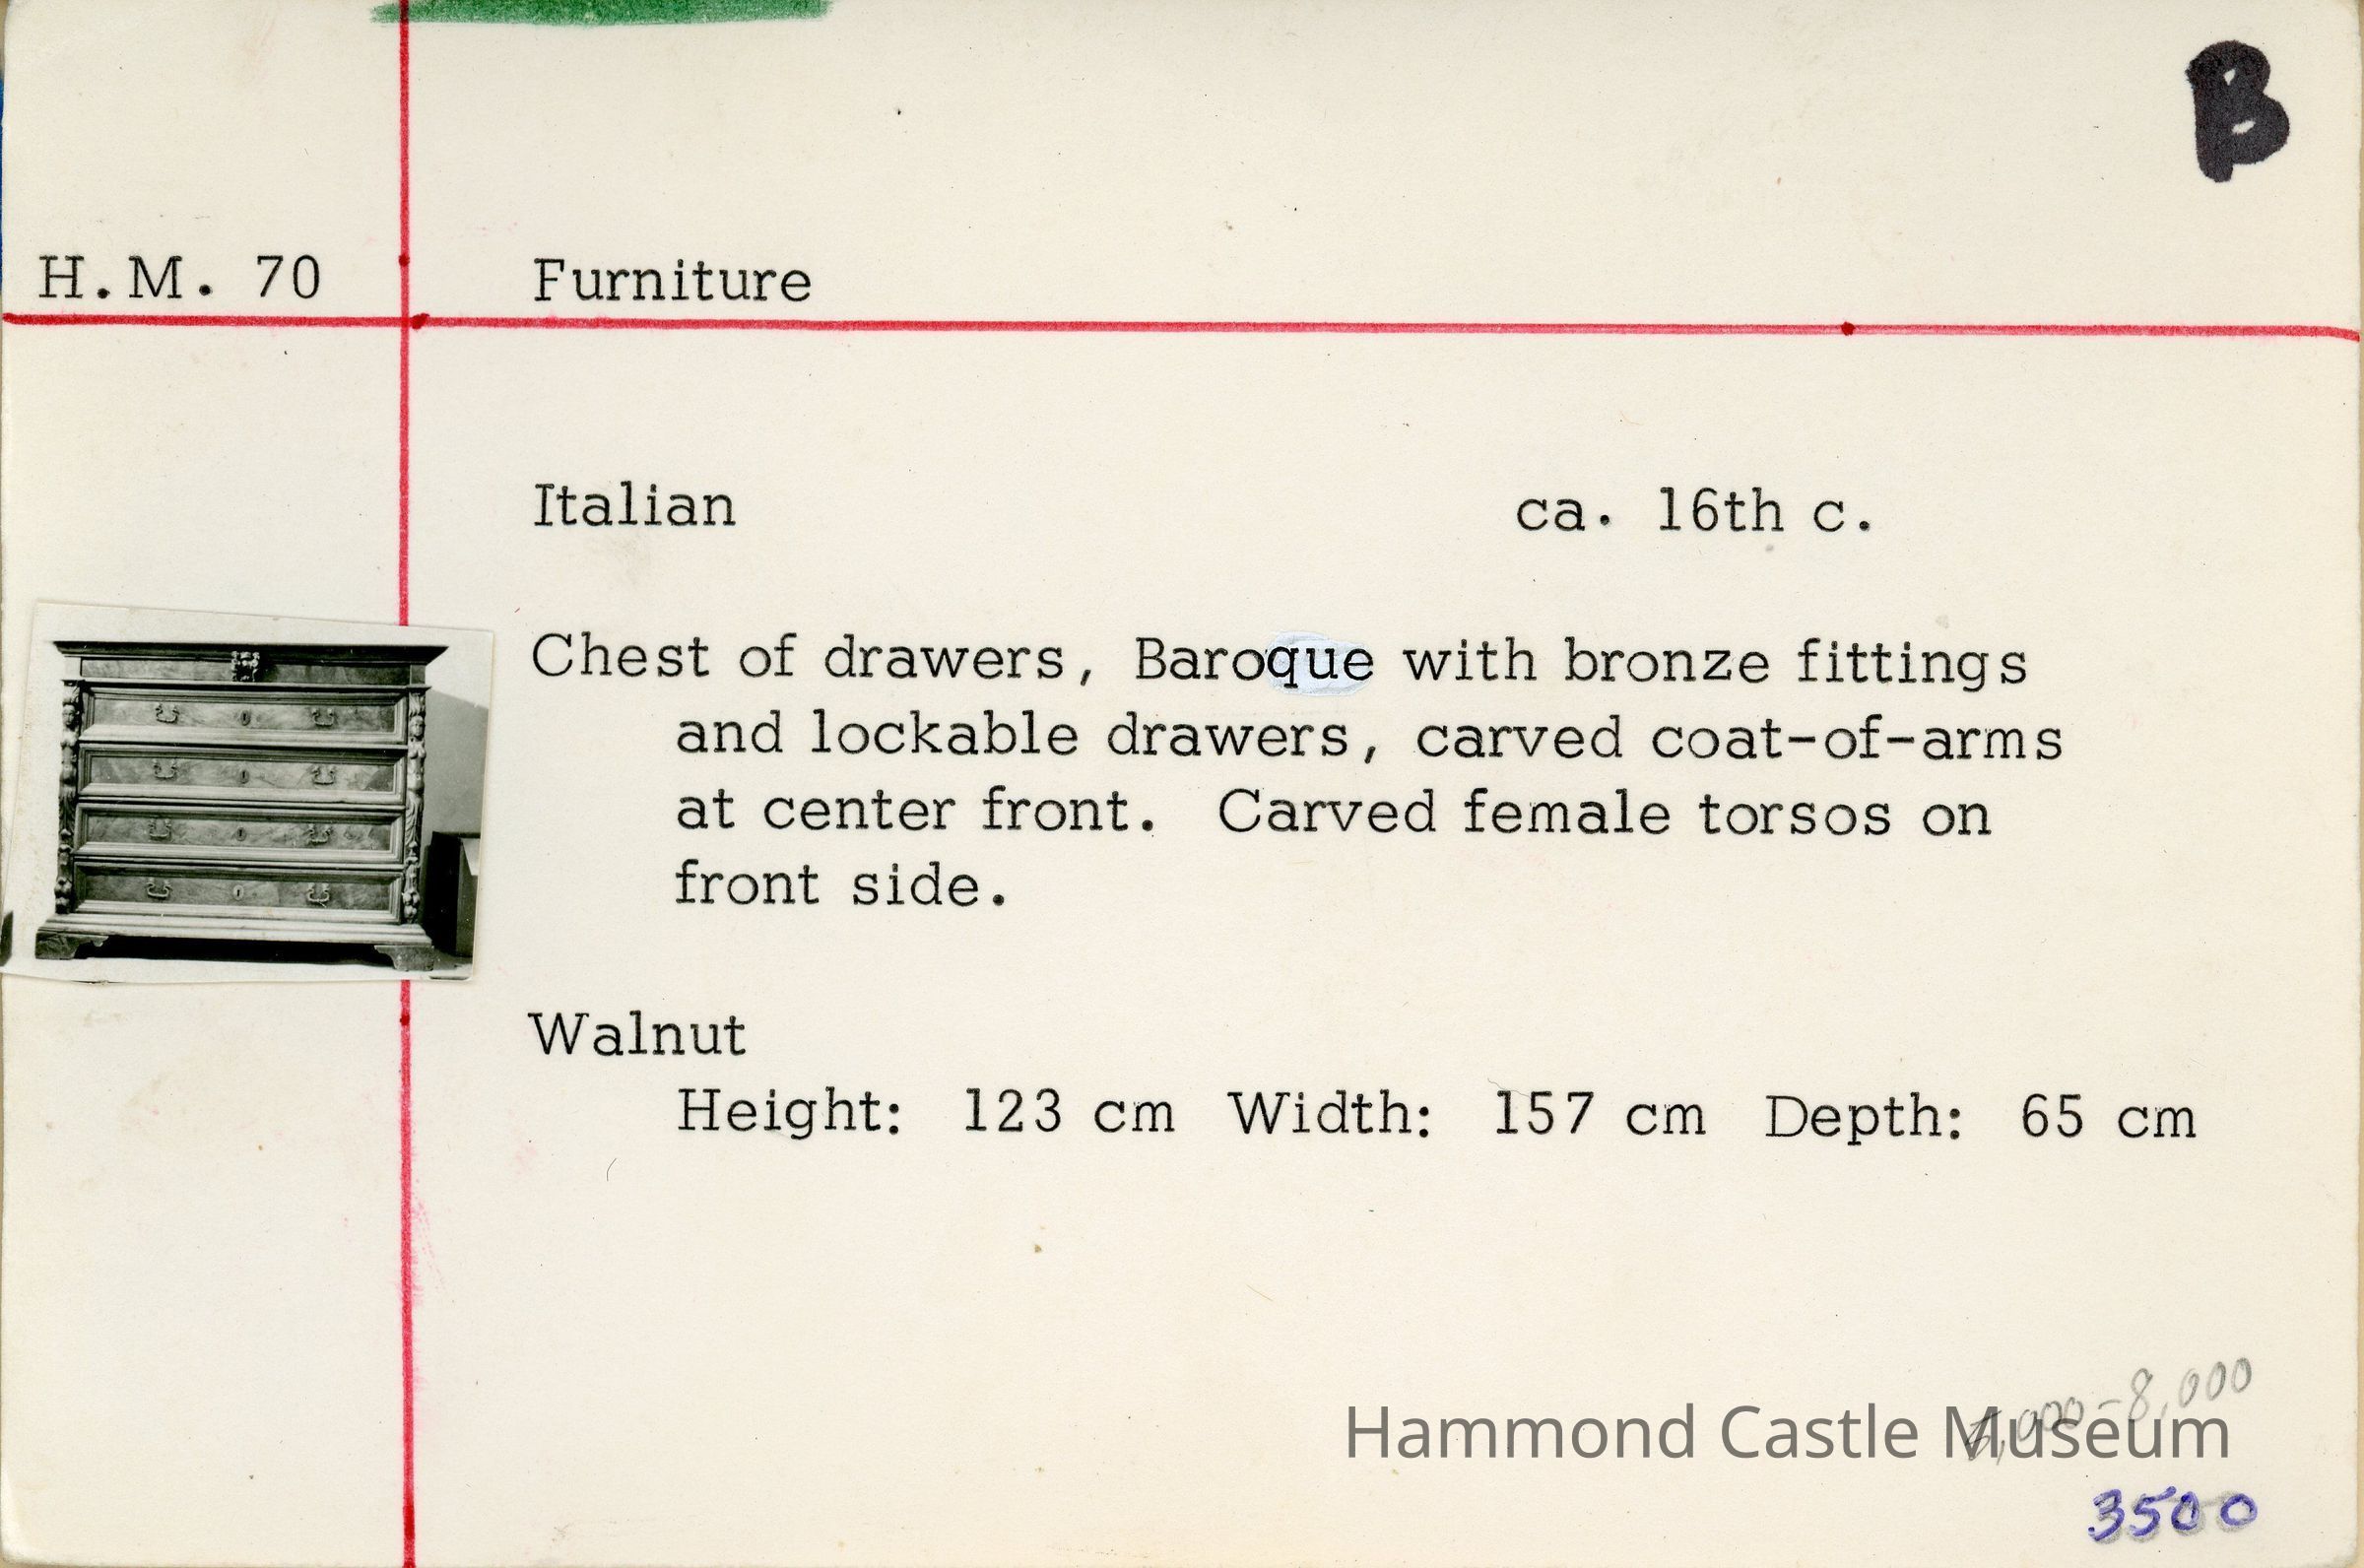 B
H.M. 70 Furniture
Italian ca. 16th c.
Chest of drawers, Baroque with bronze fittings
and lockable drawers, carved coat-of-arms
at center front. Carved female torsos on
front side.
Walnut
Height: 123 cm Width: 157 cm Depth: 65 cm
-8,000
Hammond Castle Museum
3500